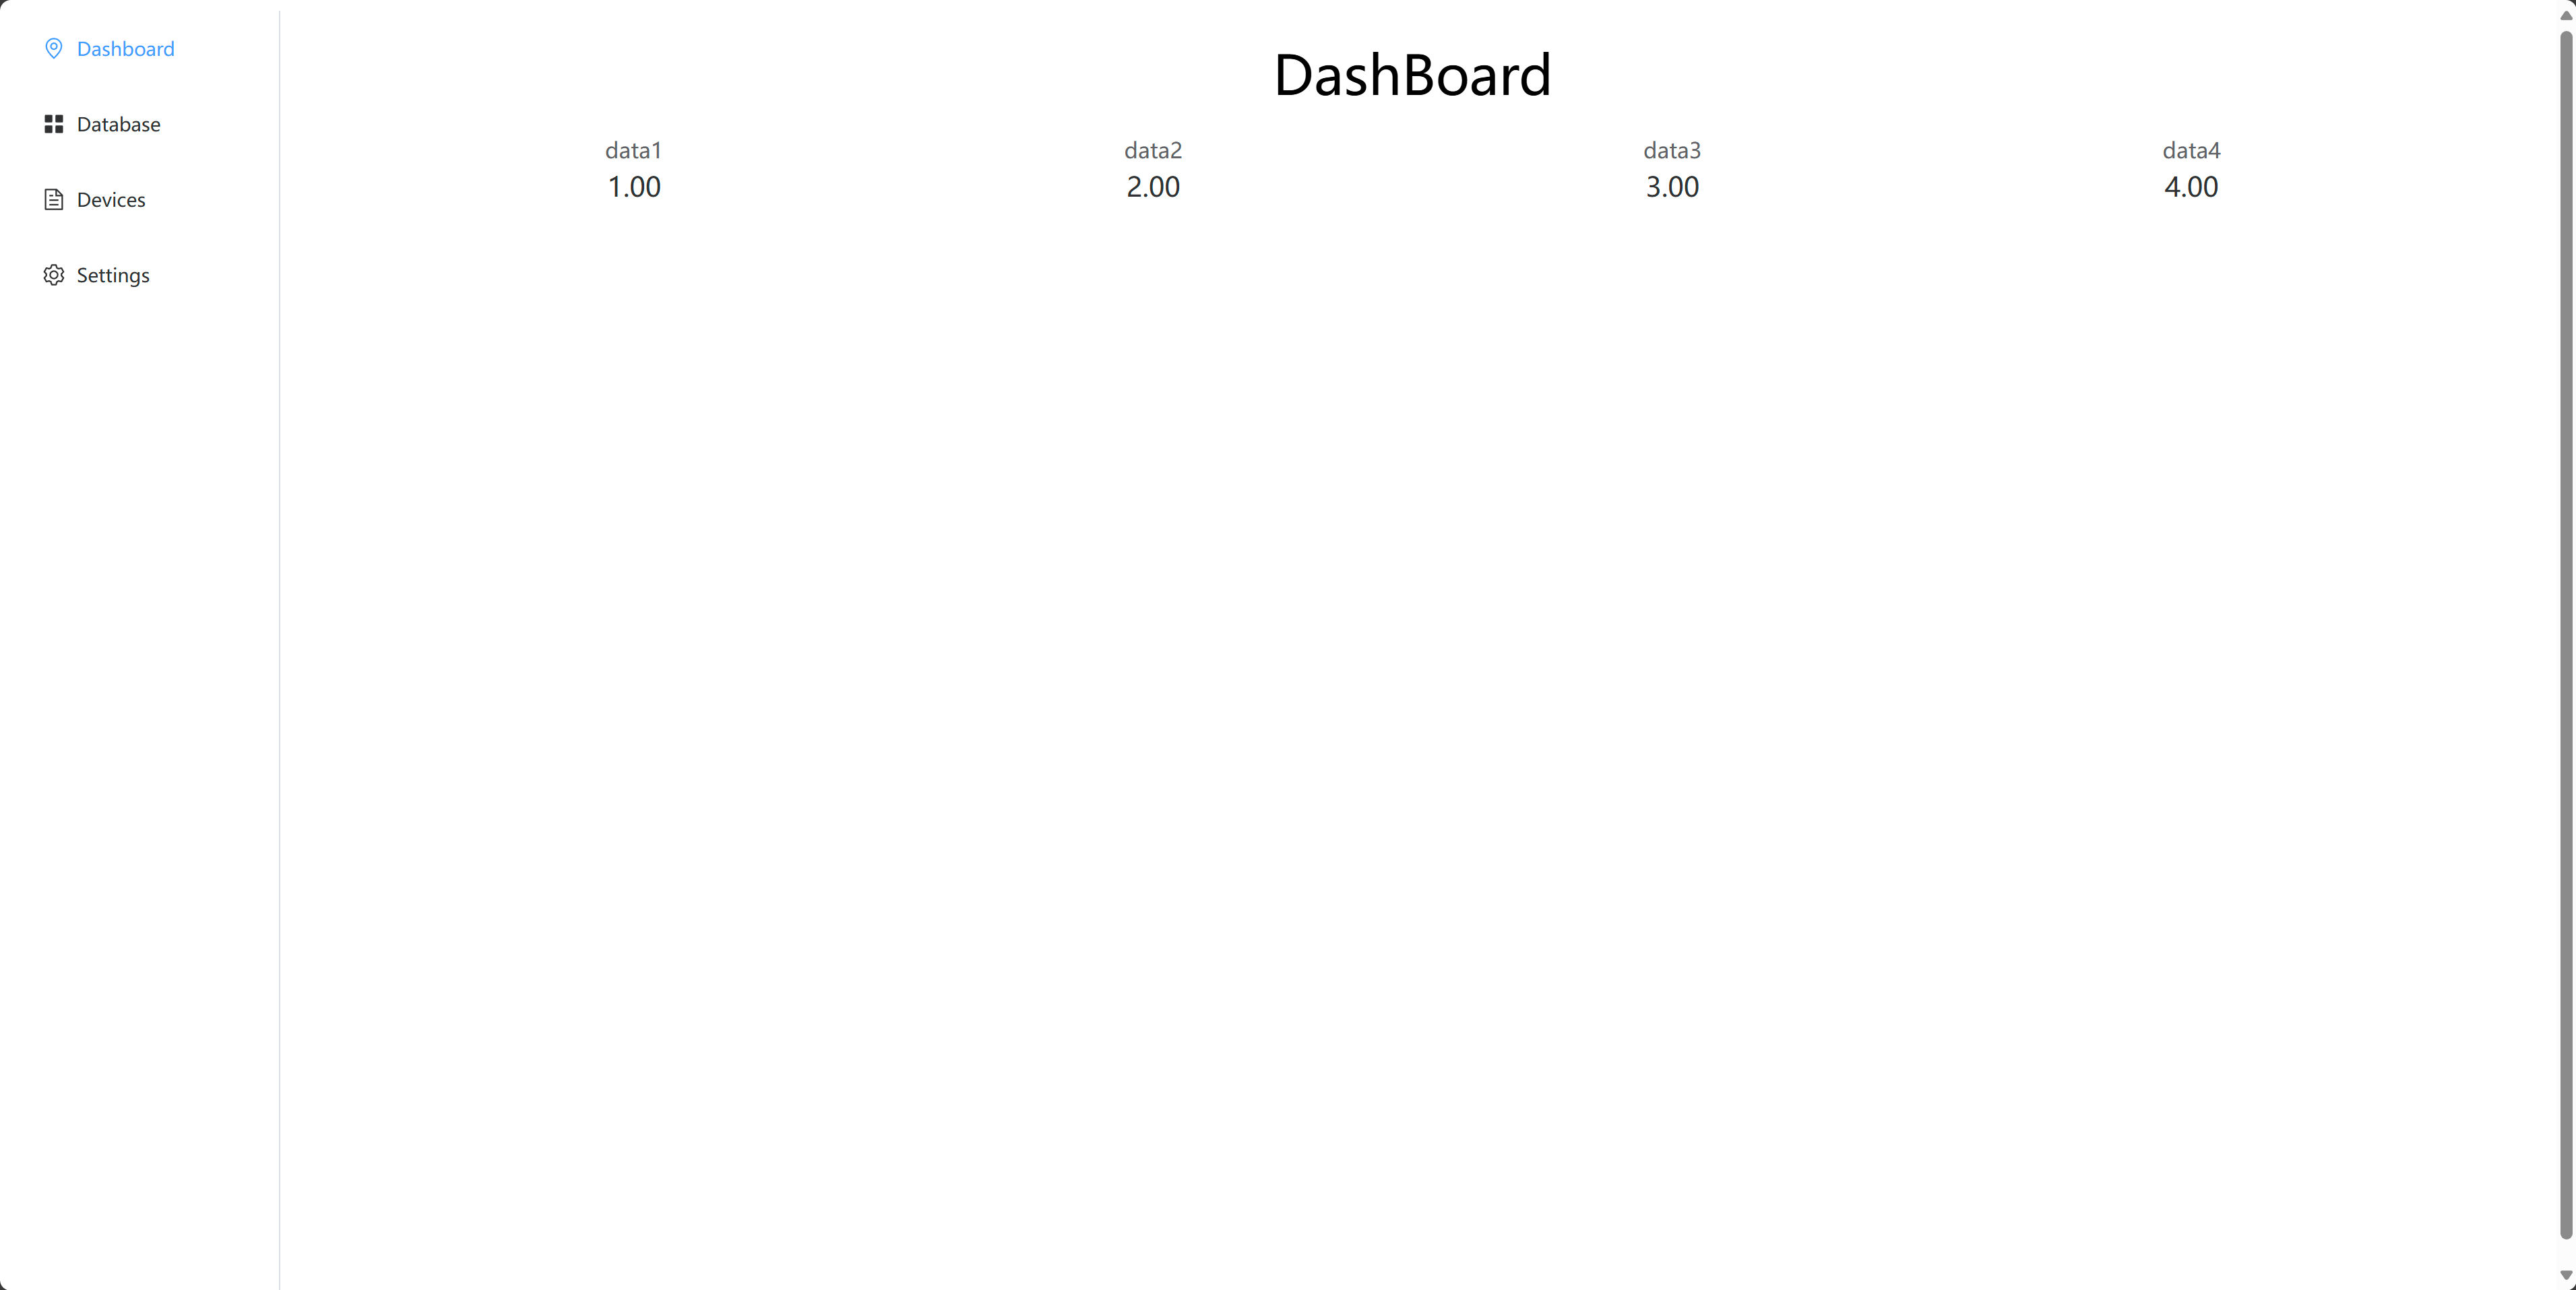 Dashboard
Database
Devices
Settings
DashBoard
data1 data2 data3 data4
1.00 2.00 3.00 4.00